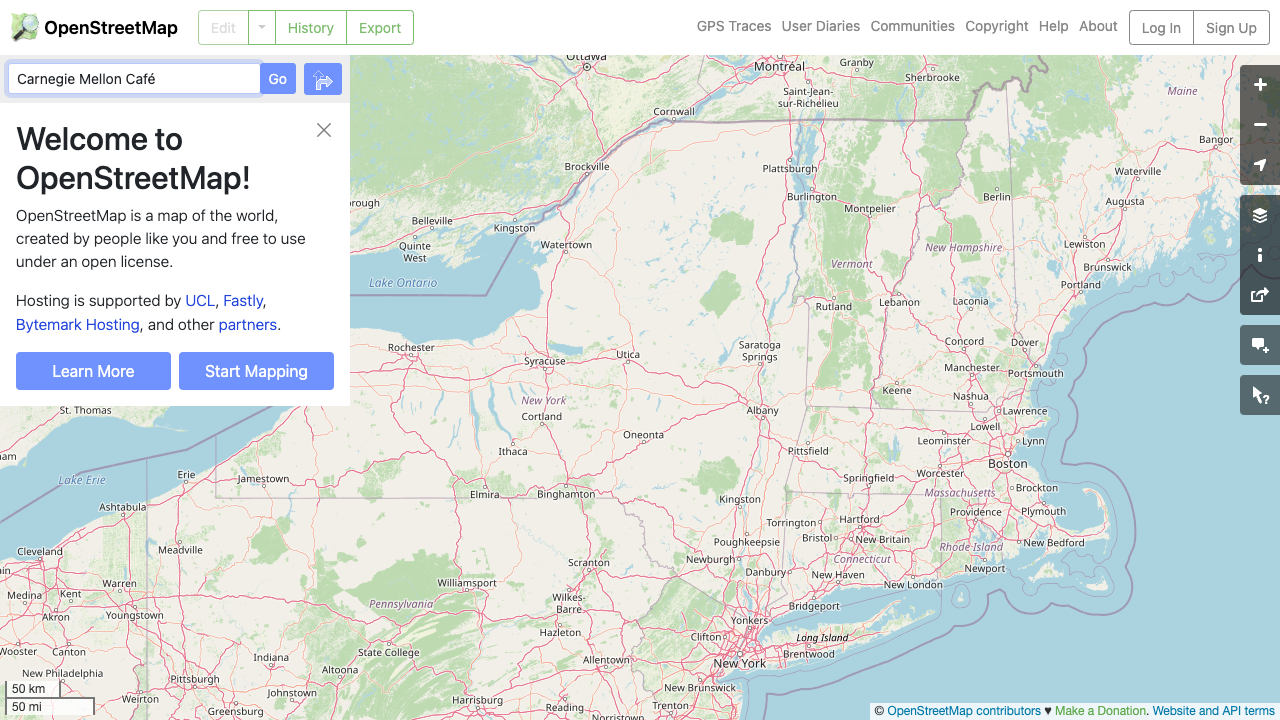 OpenStreetMap
Edit
History
Export
GPS Traces
User Diaries
Communities
Copyright
Help
About
Log In
Sign Up
Carnegie Mellon Café
Go
Welcome to
OpenStreetMap!
OpenStreetMap is a map of the world,
created by people like you and free to use
under an open license.
Hosting is supported by UCL, Fastly,
Bytemark Hosting, and other partners.
Learn More
Start Mapping
Ottawa
Montréal
Granby
Sherbrooke
Saint-Jean-
sur-Richelieu
Maine
Cornwall
Bangor
Brockville
Plattsburgh
Waterville
orough
Burlington
Berlin
Augusta
Belleville
Kingston
Montpelier
Quinte
West
Watertown
New Hampshire
Lewiston
Vermont
Brunswick
Lake Ontario
Portland
Rutland
Lebanon
Laconia
Rochester
Syracuse
Utica
Saratoga
Springs
Concord
Dover
Manchester
Portsmouth
Keene
Nashua
New York
St. Thomas
Cortland
Albany
Lawrence
Lowell
Oneonta
Leominster
Lynn
Ithaca
Pittsfield
Boston
am
Lake Erie
Erie
Jamestown
Worcester
Springfield
Brockton
Elmira
Binghamton
Kingston
Massachusetts
Ashtabula
Providence
Plymouth
Torrington
Hartford
Bristol
New Britain
Poughkeepsie
New Bedford
Cleveland
Meadville
Rhode Island
Newburgh
Connecticut
Scranton
Danbury
New Haven
Newport
in
Warren
Williamsport
New London
Medina
Kent
Wilkes-
Barre
Bridgeport
Akron
Youngstown
Pennsylvania
Yonkers
Hazleton
Clifton
Long Island
Wooster
Canton
Indiana
State College
Brentwood
Allentown
New York
Altoona
New Philadelphia
Pittsburgh
New Brunswick
50 km
Johnstown
Harrisburg
Reading
Weirton
Trenton
50 mi
Greensburg
Norristown
Toms River
© OpenStreetMap contributors ♥ Make a Donation. Website and API terms